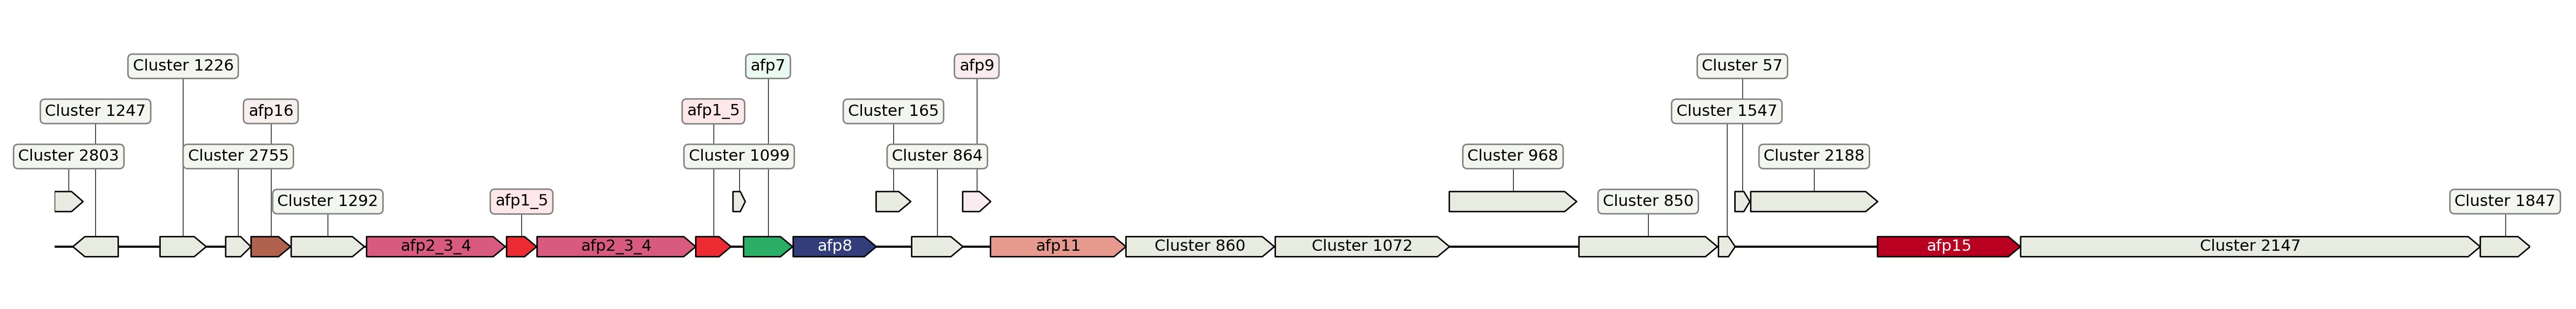 Cluster 1226
afp7
afp9
Cluster 57
Cluster 1247
afp16
afp1_5
Cluster 165
Cluster 1547
Cluster 2803
Cluster 2755
Cluster 1099
Cluster 864
Cluster 968
Cluster 2188
Cluster 1292
afp1_5
Cluster 850
Cluster 1847
afp2_3_4
afp2_3_4
afp8
afp11
Cluster 860
Cluster 1072
afp15
Cluster 2147